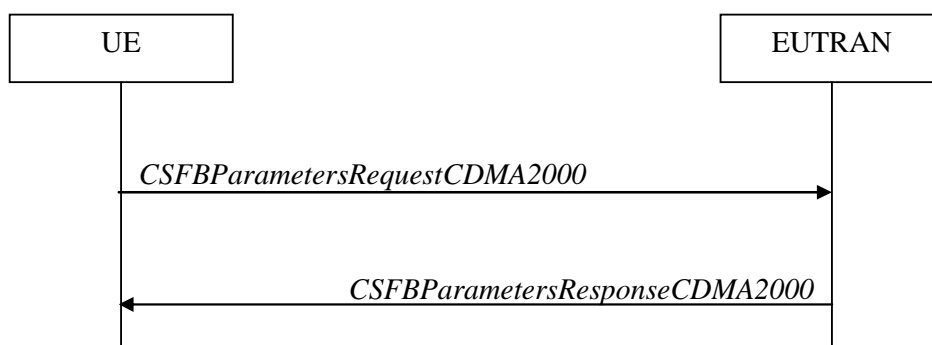 UE
EUTRAN
CSFBParametersRequestCDMA2000
CSFBParametersResponseCDMA2000